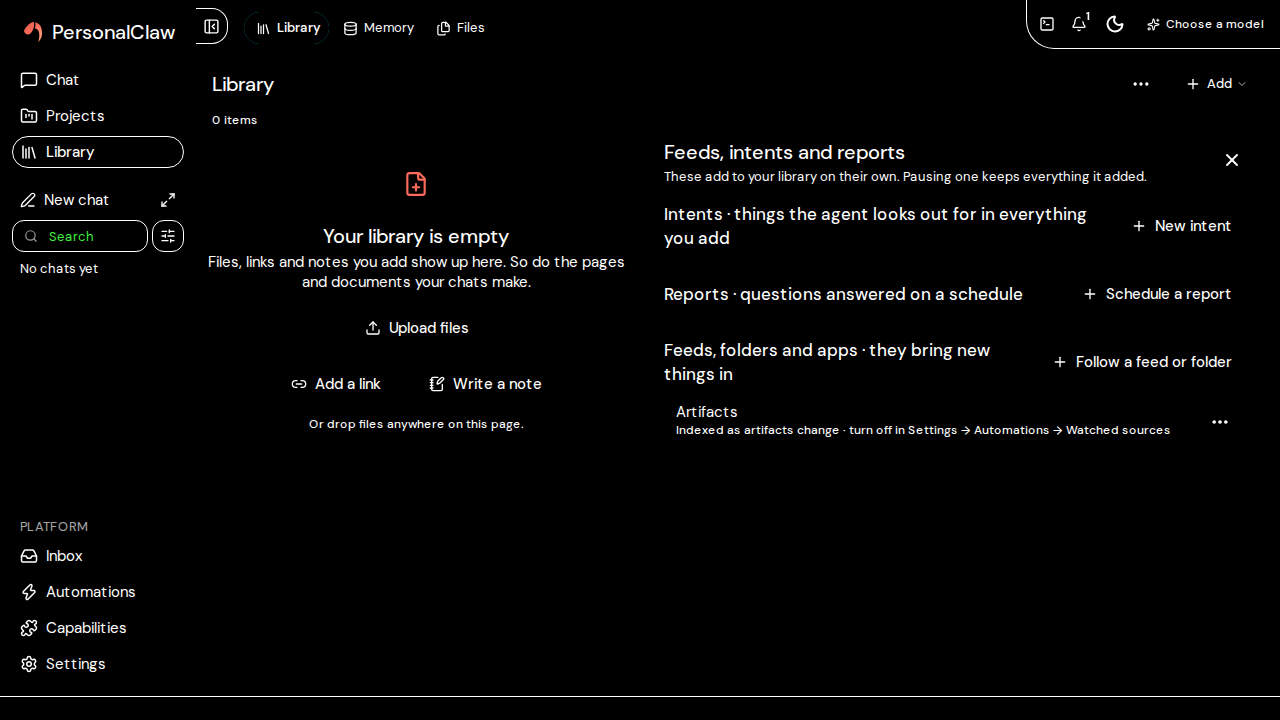 PersonalClaw
Library
Memory
Files
1
Choose a model
Chat
Projects
Library
New chat
Search
No chats yet
PLATFORM
Inbox
Automations
Capabilities
Settings
Library
Add
0 items
Your library is empty
Files, links and notes you add show up here. So do the pages
and documents your chats make.
Upload files
Add a link
Write a note
Or drop files anywhere on this page.
Feeds, intents and reports
These add to your library on their own. Pausing one keeps everything it added.
Intents · things the agent looks out for in everything
you add
New intent
Reports · questions answered on a schedule
Schedule a report
Feeds, folders and apps · they bring new
things in
Follow a feed or folder
Artifacts
Indexed as artifacts change · turn off in Settings → Automations → Watched sources